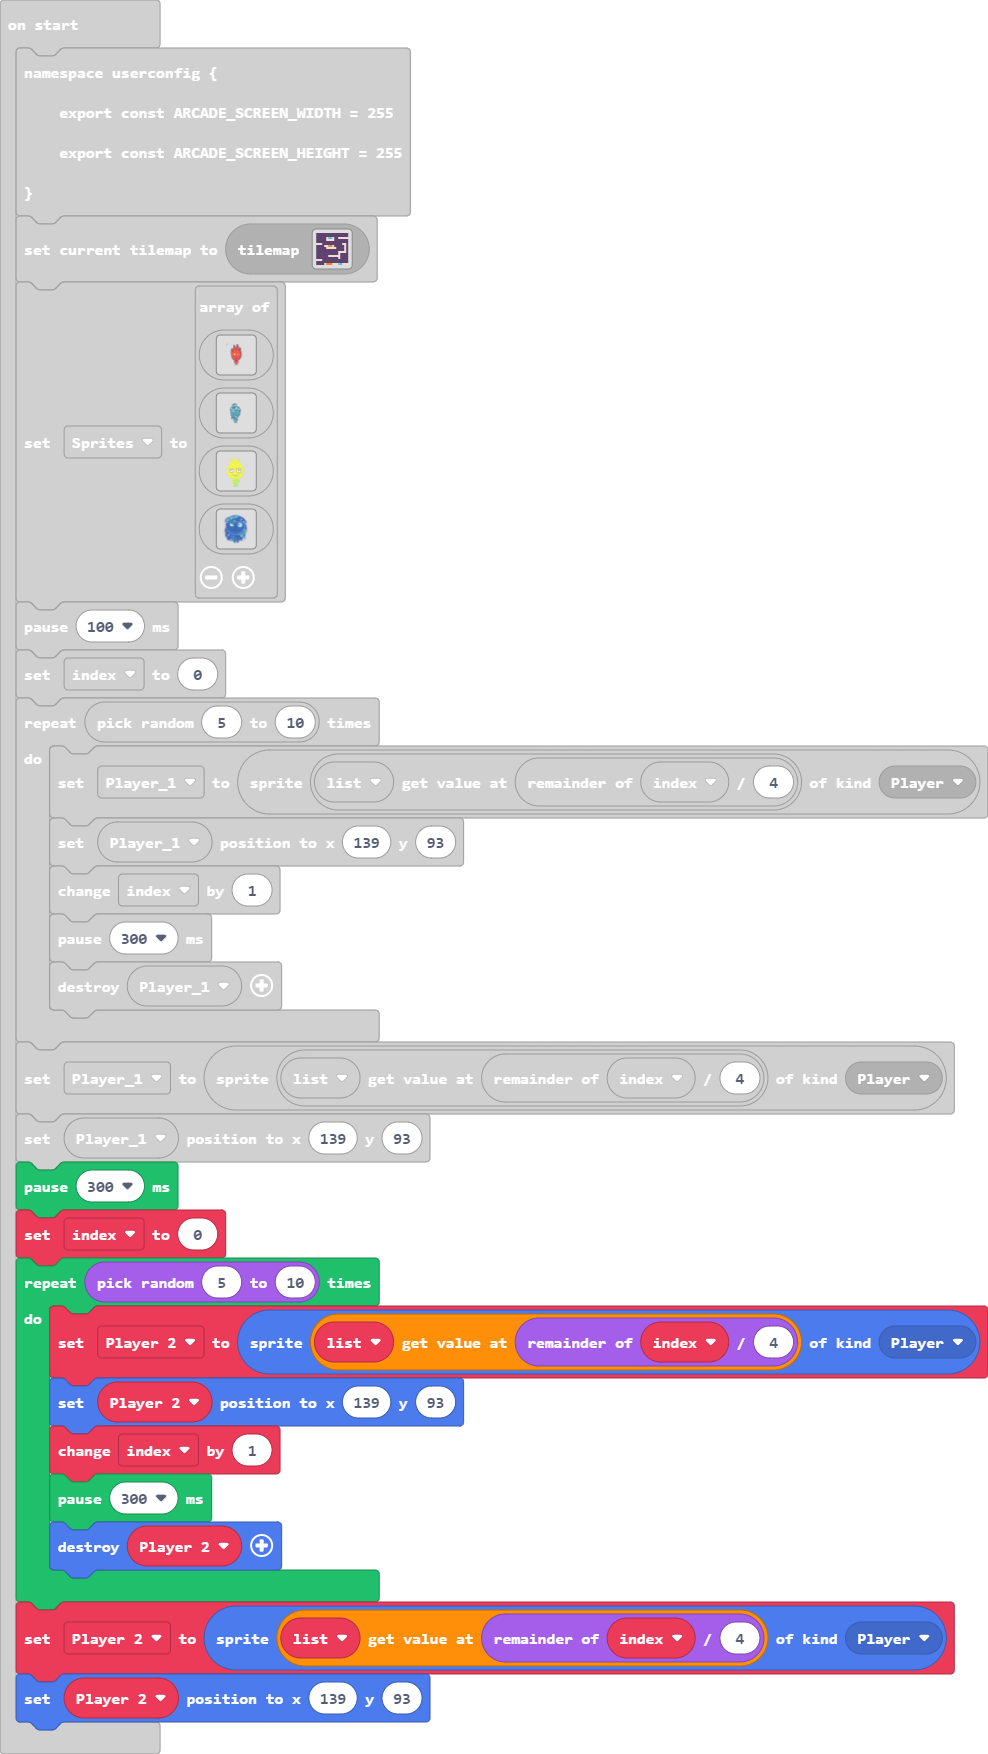 on start
namespace userconfig {
export const ARCADE_SCREEN_WIDTH = 255
export const ARCADE_SCREEN_HEIGHT = 255
}
set current tilemap to tilemap
array of
set Sprites to
pause 100 ms
set index to 0
repeat pick random 5 to 10 times
do
set Player_1 to sprite list get value at remainder of index / 4 of kind Player
set Player_1 position to x 139 y 93
change index by 1
pause 300 ms
destroy Player_1
set Player_1 to sprite list get value at remainder of index / 4 of kind Player
set Player_1 position to x 139 y 93
pause 300 ms
set index to 0
repeat pick random 5 to 10 times
do
set Player 2 to sprite list get value at remainder of index / 4 of kind Player
set Player 2 position to x 139 y 93
change index by 1
pause 300 ms
destroy Player 2
set Player 2 to sprite list get value at remainder of index / 4 of kind Player
set Player 2 position to x 139 y 93